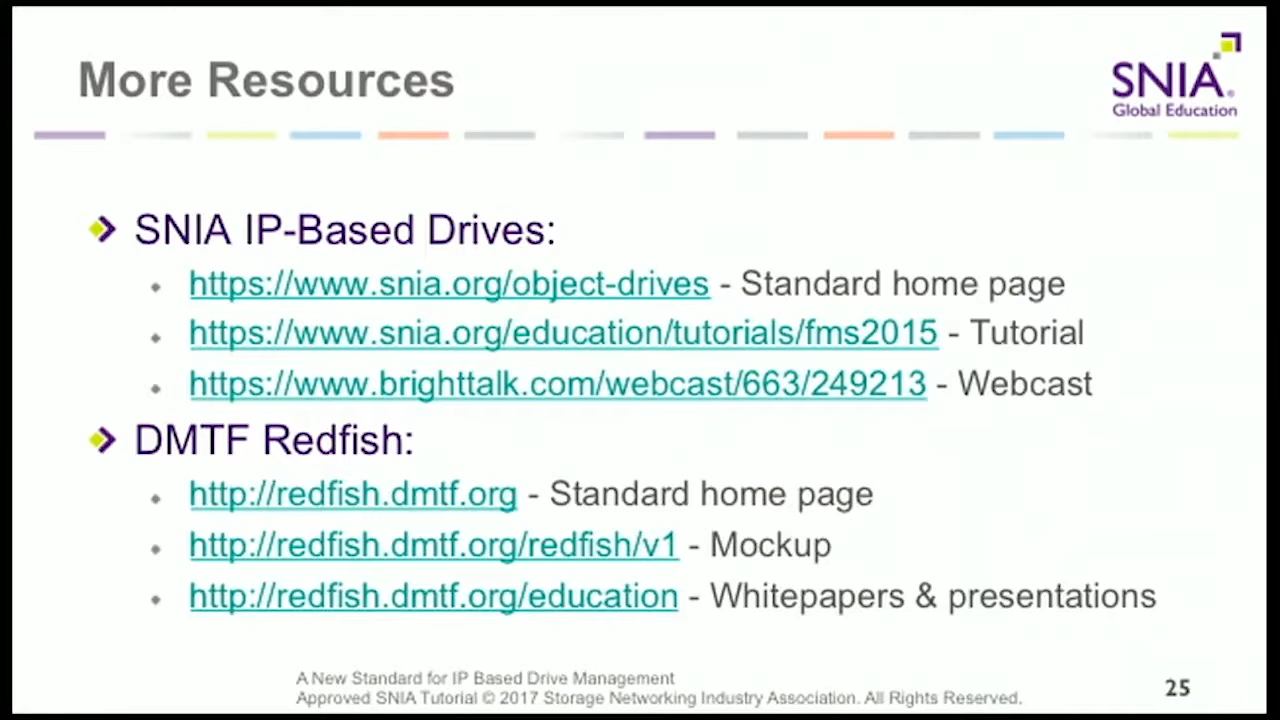 More Resources
SNIA
Global Education
SNIA IP-Based Drives:
https://www.snia.org/object-drives - Standard home page
https://www.snia.org/education/tutorials/fms2015 - Tutorial
https://www.brighttalk.com/webcast/663/249213 - Webcast
DMTF Redfish:
http://redfish.dmtf.org - Standard home page
http://redfish.dmtf.org/redfish/v1 - Mockup
http://redfish.dmtf.org/education - Whitepapers & presentations
A New Standard for IP Based Drive Management
Approved SNIA Tutorial © 2017 Storage Networking Industry Association. All Rights Reserved.
25